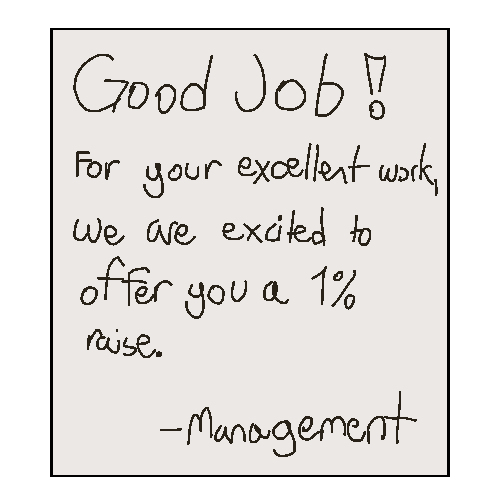 Good Job!
For your excellent work,
we are excited to
offer you a 1%
raise.
-Management